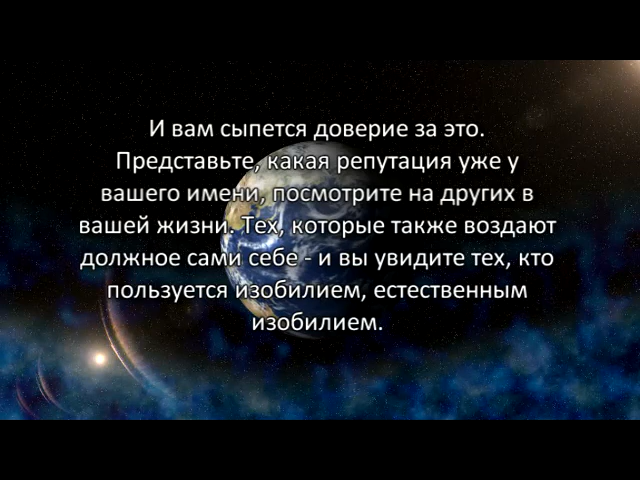 И вам сыпется доверие за это.
Представьте, какая репутация уже у
вашего имени, посмотрите на других в
вашей жизни. Тех, которые также воздают
должное сами себе - и вы увидите тех, кто
пользуется изобилием, естественным
изобилием.